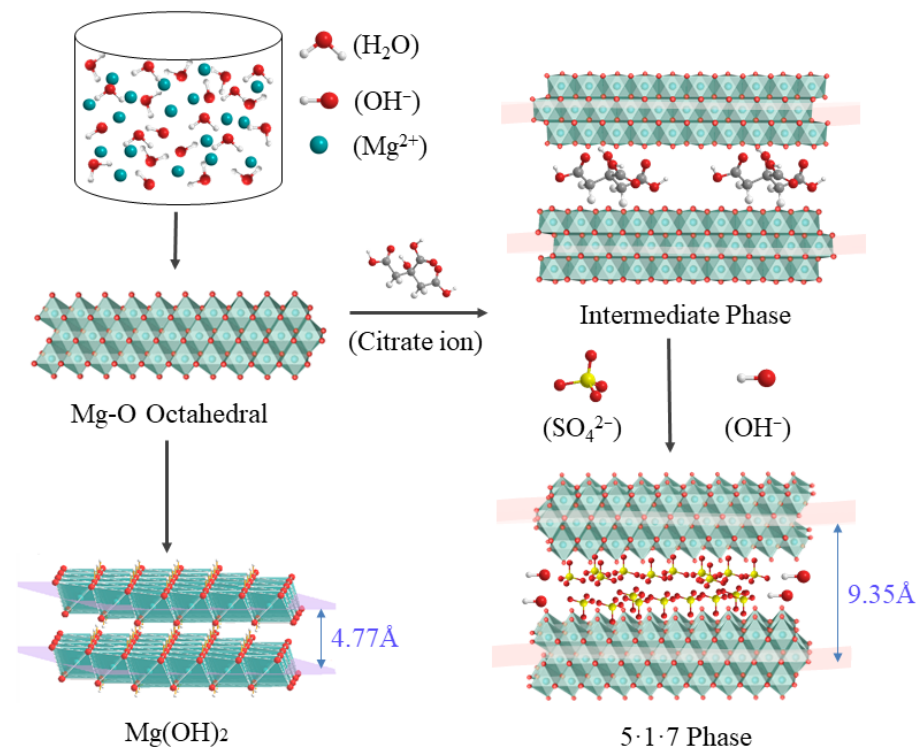 (H₂O)
(OH⁻)
(Mg²⁺)
(Citrate ion)
Intermediate Phase
Mg-O Octahedral
(SO₄²⁻)
(OH⁻)
4.77Å
9.35Å
Mg(OH)₂
5·1·7 Phase